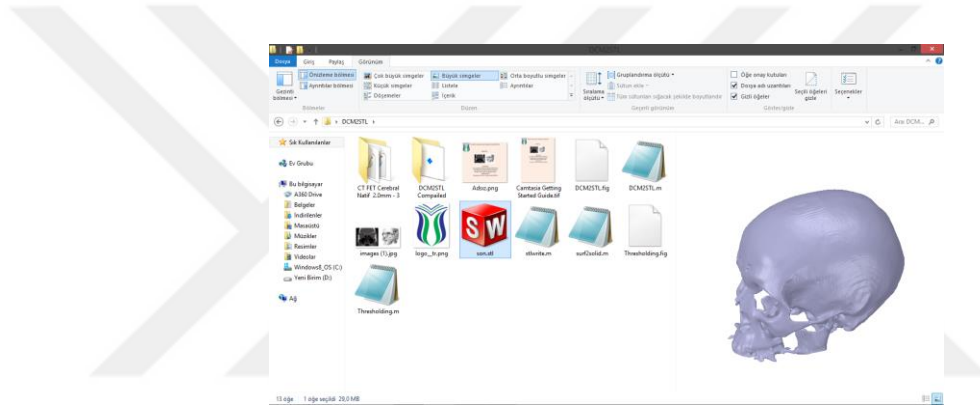 DCM2STL
Dosya Giriş Paylaş Görünüm
Gezinti bölmesi
Önizleme bölmesi
Ayrıntılar bölmesi
Bölmeler
Çok büyük simgeler Büyük simgeler Orta boyutlu simgeler
Küçük simgeler Liste Ayrıntılar
Döşemeler İçerik
Düzen
Sıralama ölçütü
Gruplandırma ölçütü
Sütun ekle
Tüm sütunları sığacak şekilde boyutlandır
Geçerli görünüm
Öğe onay kutuları
Dosya adı uzantıları
Gizli öğeler
Seçili öğeleri gizle
Göster/gizle
Seçenekler
DCM2STL
Ara: DCM...
Sık Kullanılanlar
Ev Grubu
Bu bilgisayar
A360 Drive
Belgeler
İndirilenler
Masaüstü
Müzikler
Resimler
Videolar
Windows8_OS (C:)
Yeni Birim (D:)
Ağ
CT FET Cerebral Natif 2.0mm - 3
DCM2STL Compailed
Adsız.png
Camtasia Getting Started Guide.tif
DCM2STL.fig
DCM2STL.m
images (1).jpg
logo_tr.png
SW
son.stl
stlwrite.m
surf2solid.m
Thresholding.fig
Thresholding.m
13 öğe 1 öğe seçildi 29,0 MB